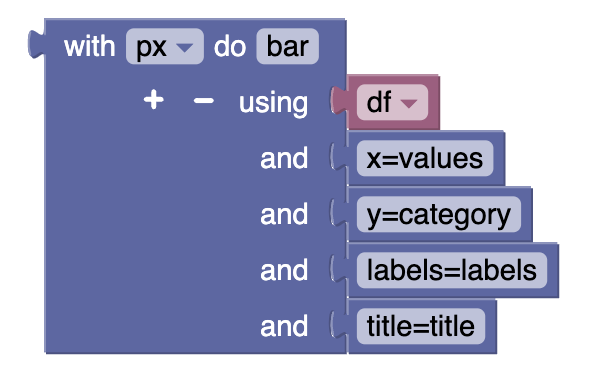 with px do bar
+ - using df
and x=values
and y=category
and labels=labels
and title=title